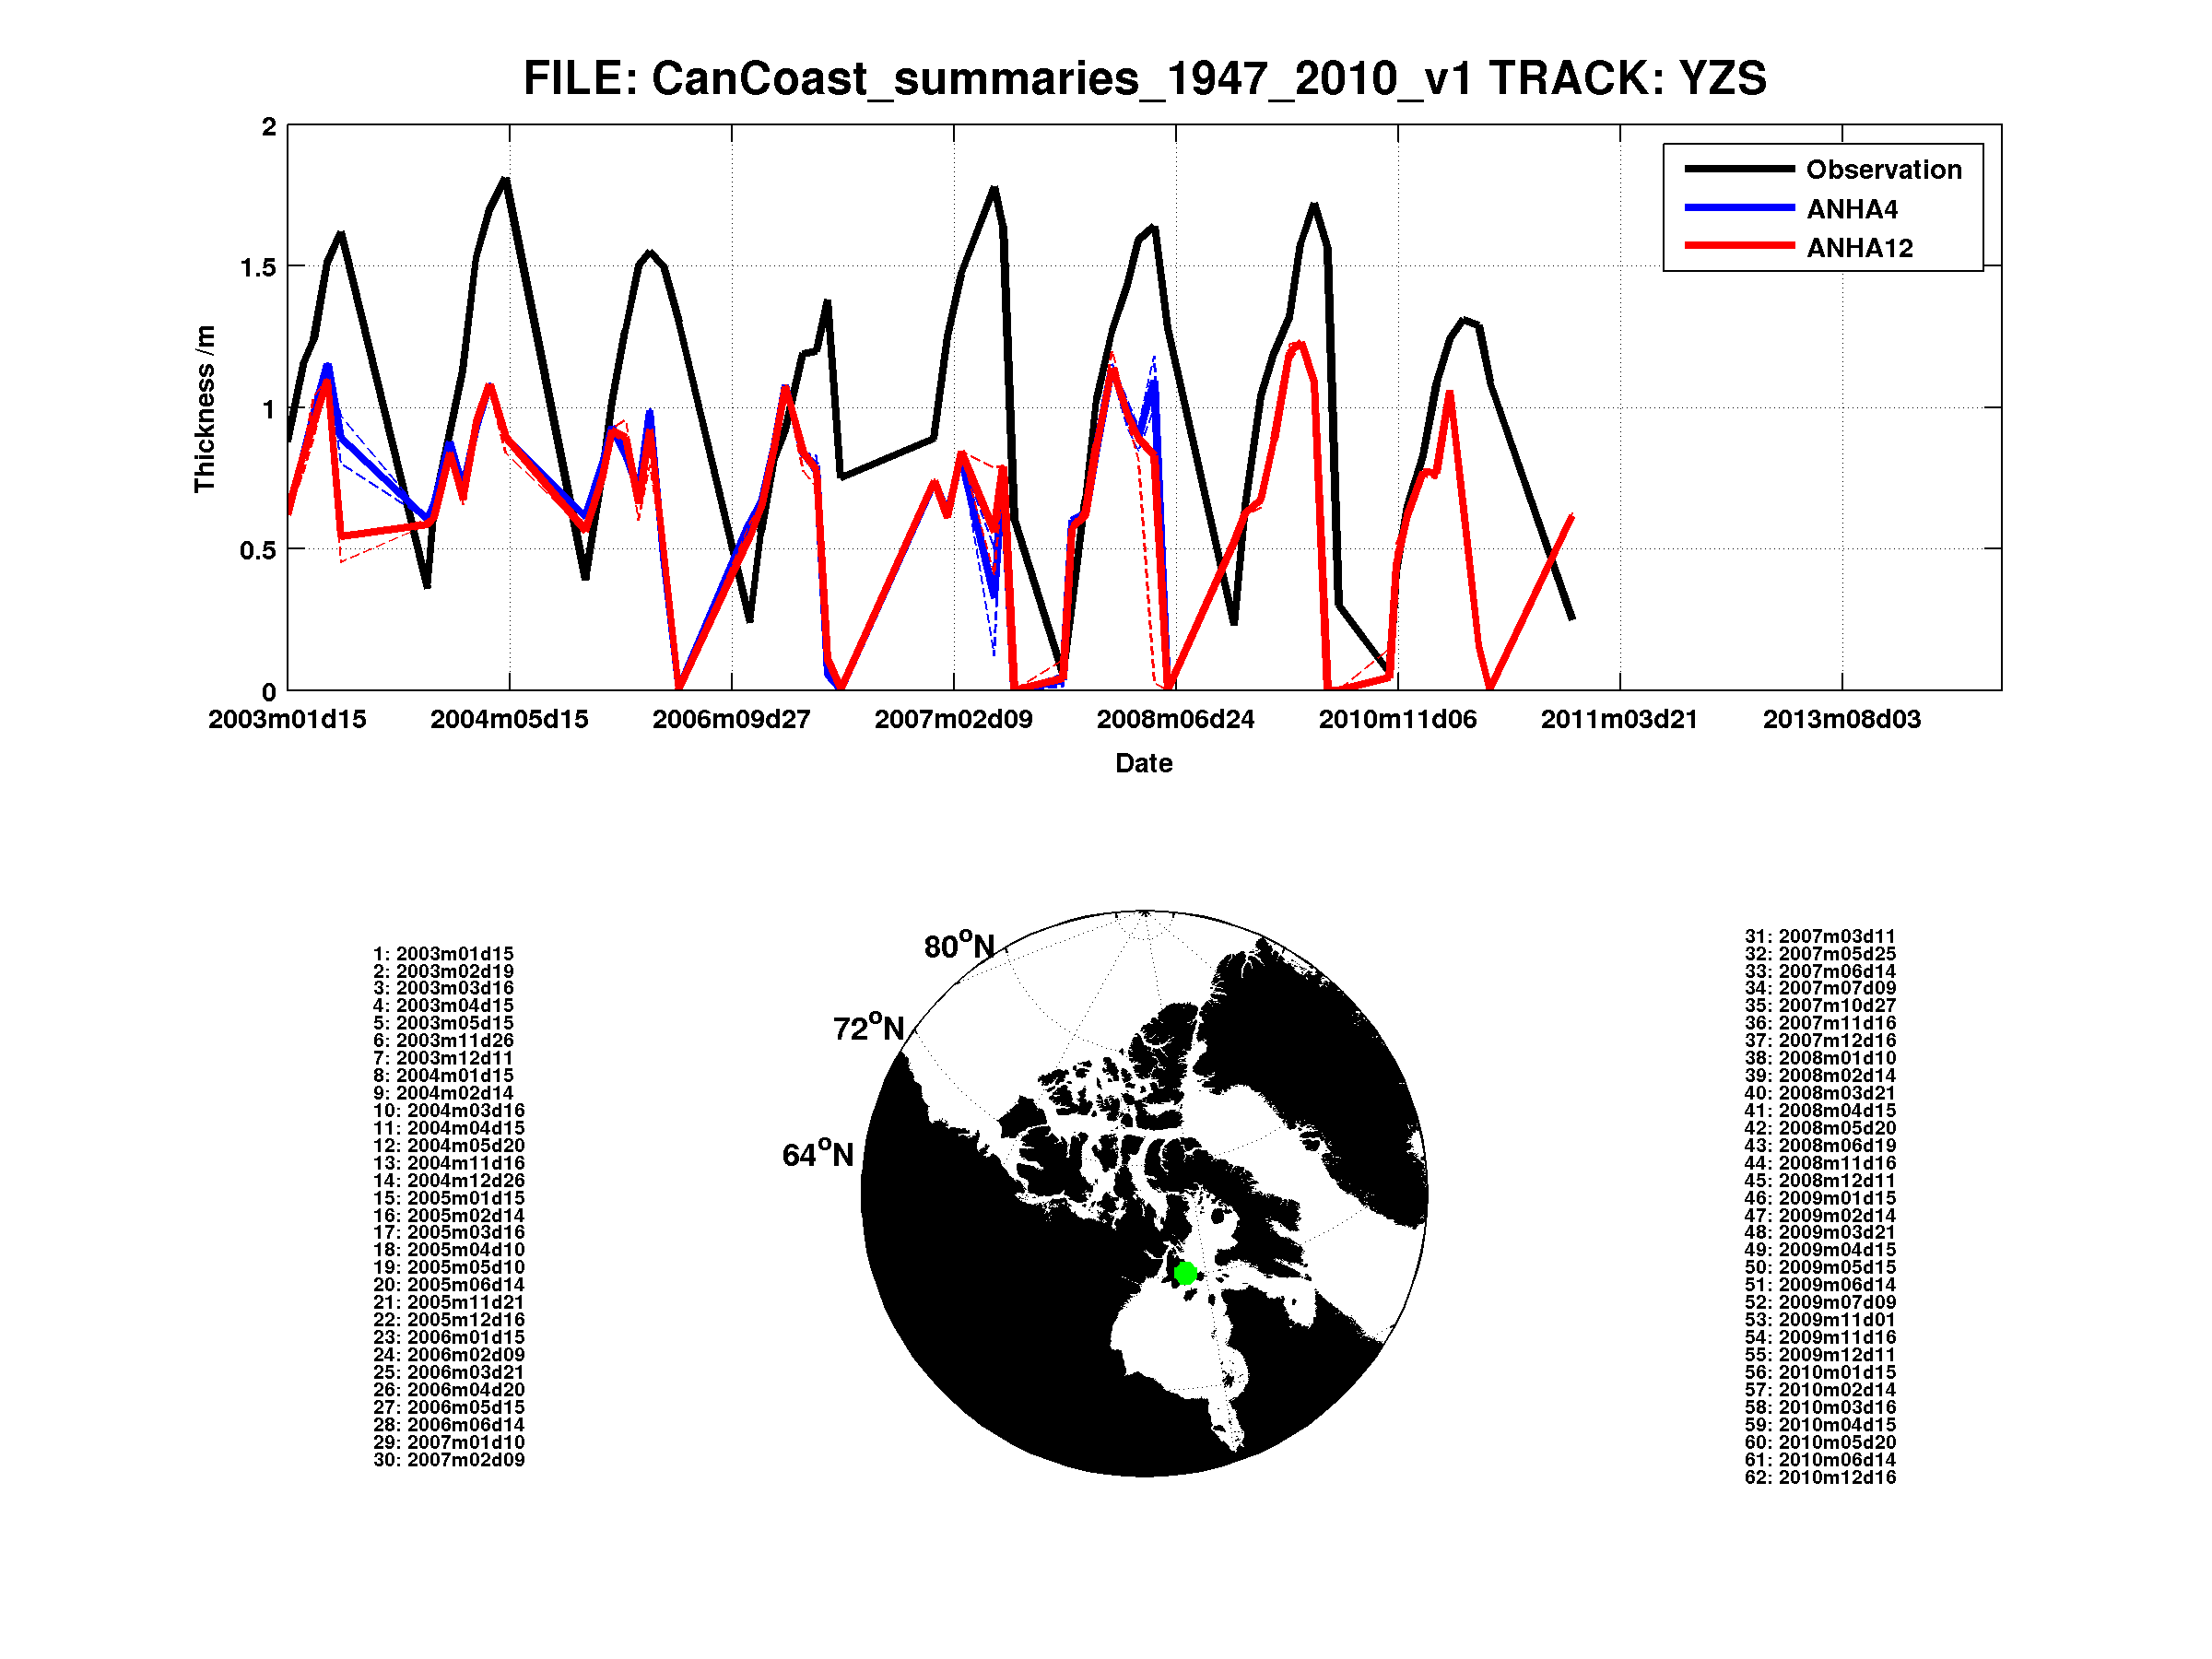 FILE: CanCoast_summaries_1947_2010_v1 TRACK: YZS
2
1.5
1
0.5
0
Thickness /m
Observation
ANHA4
ANHA12
2003m01d15
2004m05d15
2006m09d27
2007m02d09
2008m06d24
2010m11d06
2011m03d21
2013m08d03
Date
1: 2003m01d15
2: 2003m02d19
3: 2003m03d16
4: 2003m04d15
5: 2003m05d15
6: 2003m11d26
7: 2003m12d11
8: 2004m01d15
9: 2004m02d14
10: 2004m03d16
11: 2004m04d15
12: 2004m05d20
13: 2004m11d16
14: 2004m12d26
15: 2005m01d15
16: 2005m02d14
17: 2005m03d16
18: 2005m04d10
19: 2005m05d10
20: 2005m06d14
21: 2005m11d21
22: 2005m12d16
23: 2006m01d15
24: 2006m02d09
25: 2006m03d21
26: 2006m04d20
27: 2006m05d15
28: 2006m06d14
29: 2007m01d10
30: 2007m02d09
80°N
72°N
64°N
31: 2007m03d11
32: 2007m05d25
33: 2007m06d14
34: 2007m07d09
35: 2007m10d27
36: 2007m11d16
37: 2007m12d16
38: 2008m01d10
39: 2008m02d14
40: 2008m03d21
41: 2008m04d15
42: 2008m05d20
43: 2008m06d19
44: 2008m11d16
45: 2008m12d11
46: 2009m01d15
47: 2009m02d14
48: 2009m03d21
49: 2009m04d15
50: 2009m05d15
51: 2009m06d14
52: 2009m07d09
53: 2009m11d01
54: 2009m11d16
55: 2009m12d11
56: 2010m01d15
57: 2010m02d14
58: 2010m03d16
59: 2010m04d15
60: 2010m05d20
61: 2010m06d14
62: 2010m12d16